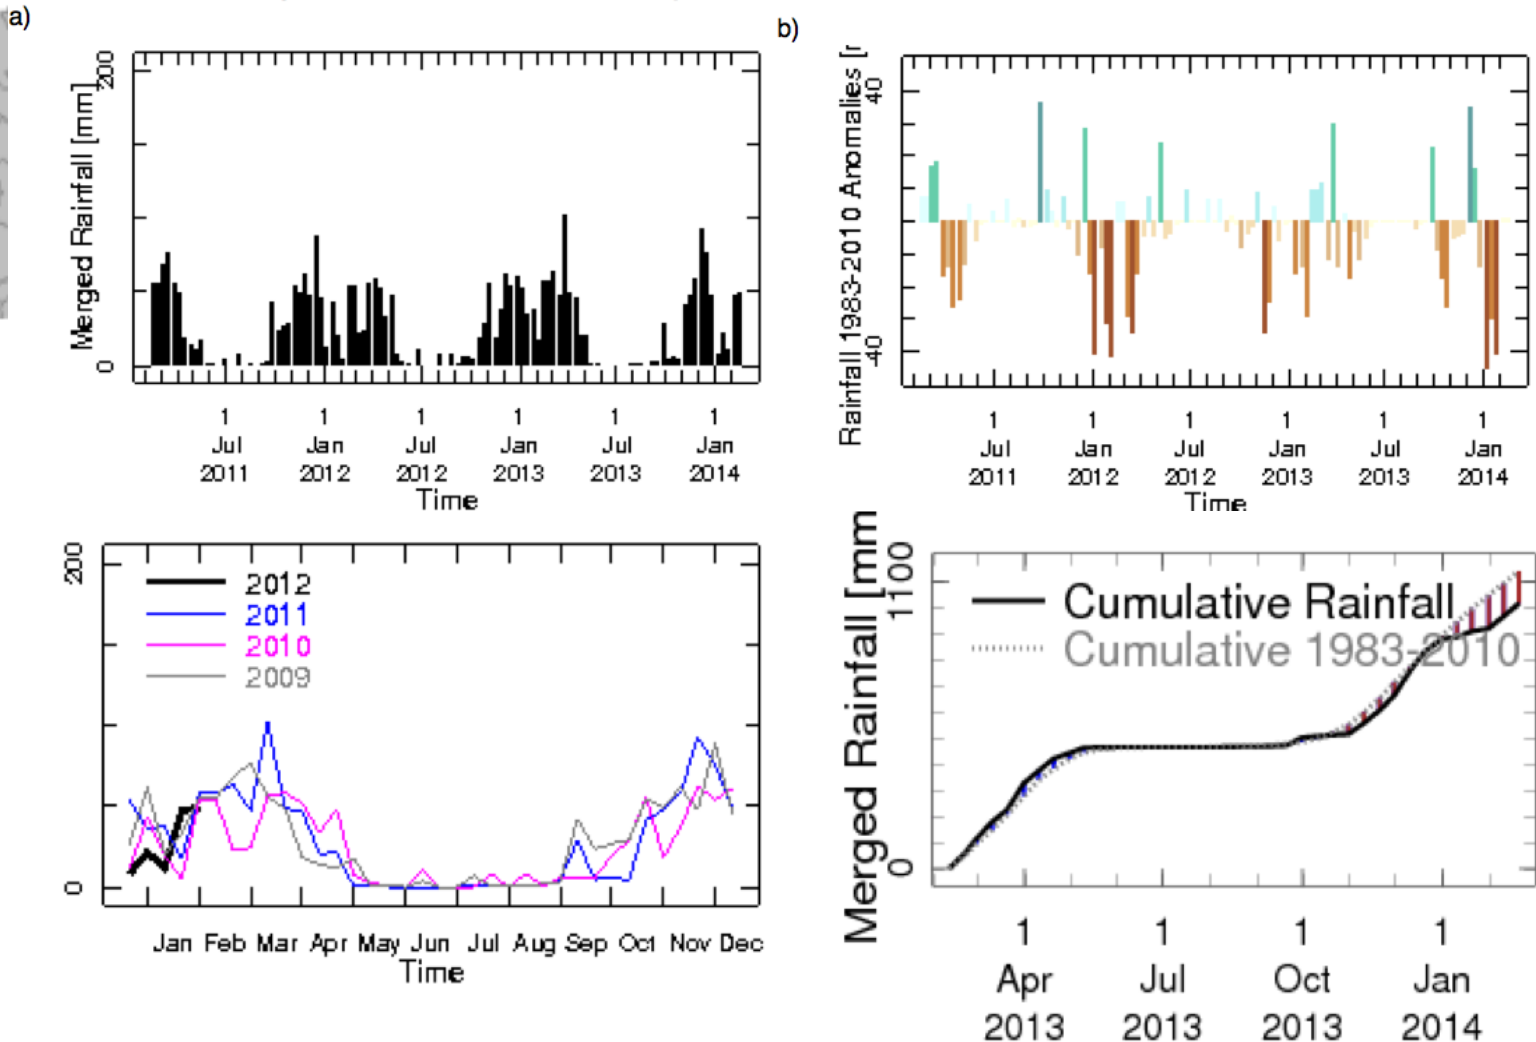 a)
200
Merged Rainfall [mm]
0
1 1 1 1 1 1
Jul Jan Jul Jan Jul Jan
2011 2012 2012 2013 2013 2014
Time
b)
40
Rainfall 1983-2010 Anomalies [
-40
1 1 1 1 1 1
Jul Jan Jul Jan Jul Jan
2011 2012 2012 2013 2013 2014
Time
200
2012
2011
2010
2009
0
Jan Feb Mar Apr May Jun Jul Aug Sep Oct Nov Dec
Time
1100
Merged Rainfall [mm
0
Cumulative Rainfall
Cumulative 1983-2010
1 1 1 1
Apr Jul Oct Jan
2013 2013 2013 2014